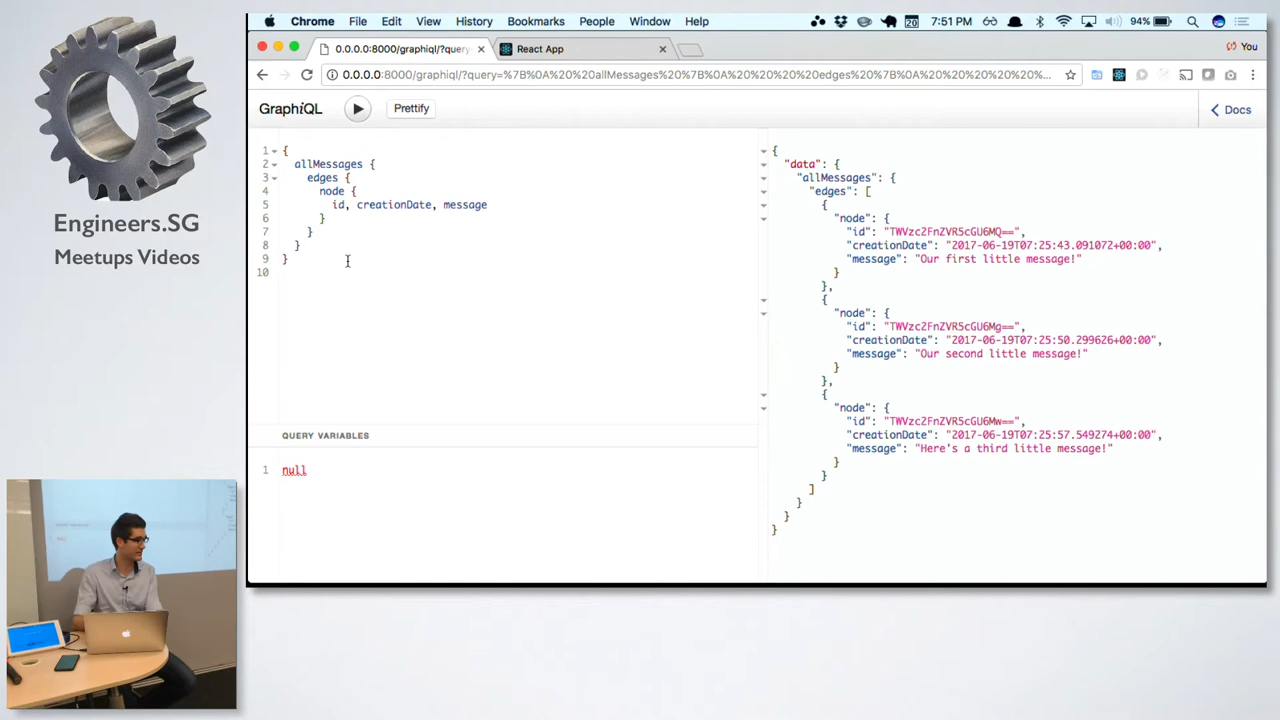 Engineers.SG
Meetups Videos
Chrome File Edit View History Bookmarks People Window Help
20 7:51 PM 94%
0.0.0.0:8000/graphiql/?query- React App You
0.0.0.0:8000/graphiql/?query=%7B%0A%20%20allMessages%20%7B%0A%20%20%20%20edges%20%7B%0A%20%20%20%20%20%20%...
GraphiQL Prettify Docs
1 {
2 allMessages {
3 edges {
4 node {
5 id, creationDate, message
6 }
7 }
8 }
9 }
10
QUERY VARIABLES
1 null
{
"data": {
"allMessages": {
"edges": [
{
"node": {
"id": "TWVzc2FnZVR5cGU6MQ==",
"creationDate": "2017-06-19T07:25:43.091072+00:00",
"message": "Our first little message!"
}
},
{
"node": {
"id": "TWVzc2FnZVR5cGU6Mg==",
"creationDate": "2017-06-19T07:25:50.299626+00:00",
"message": "Our second little message!"
}
},
{
"node": {
"id": "TWVzc2FnZVR5cGU6Mw==",
"creationDate": "2017-06-19T07:25:57.549274+00:00",
"message": "Here's a third little message!"
}
}
]
}
}
}